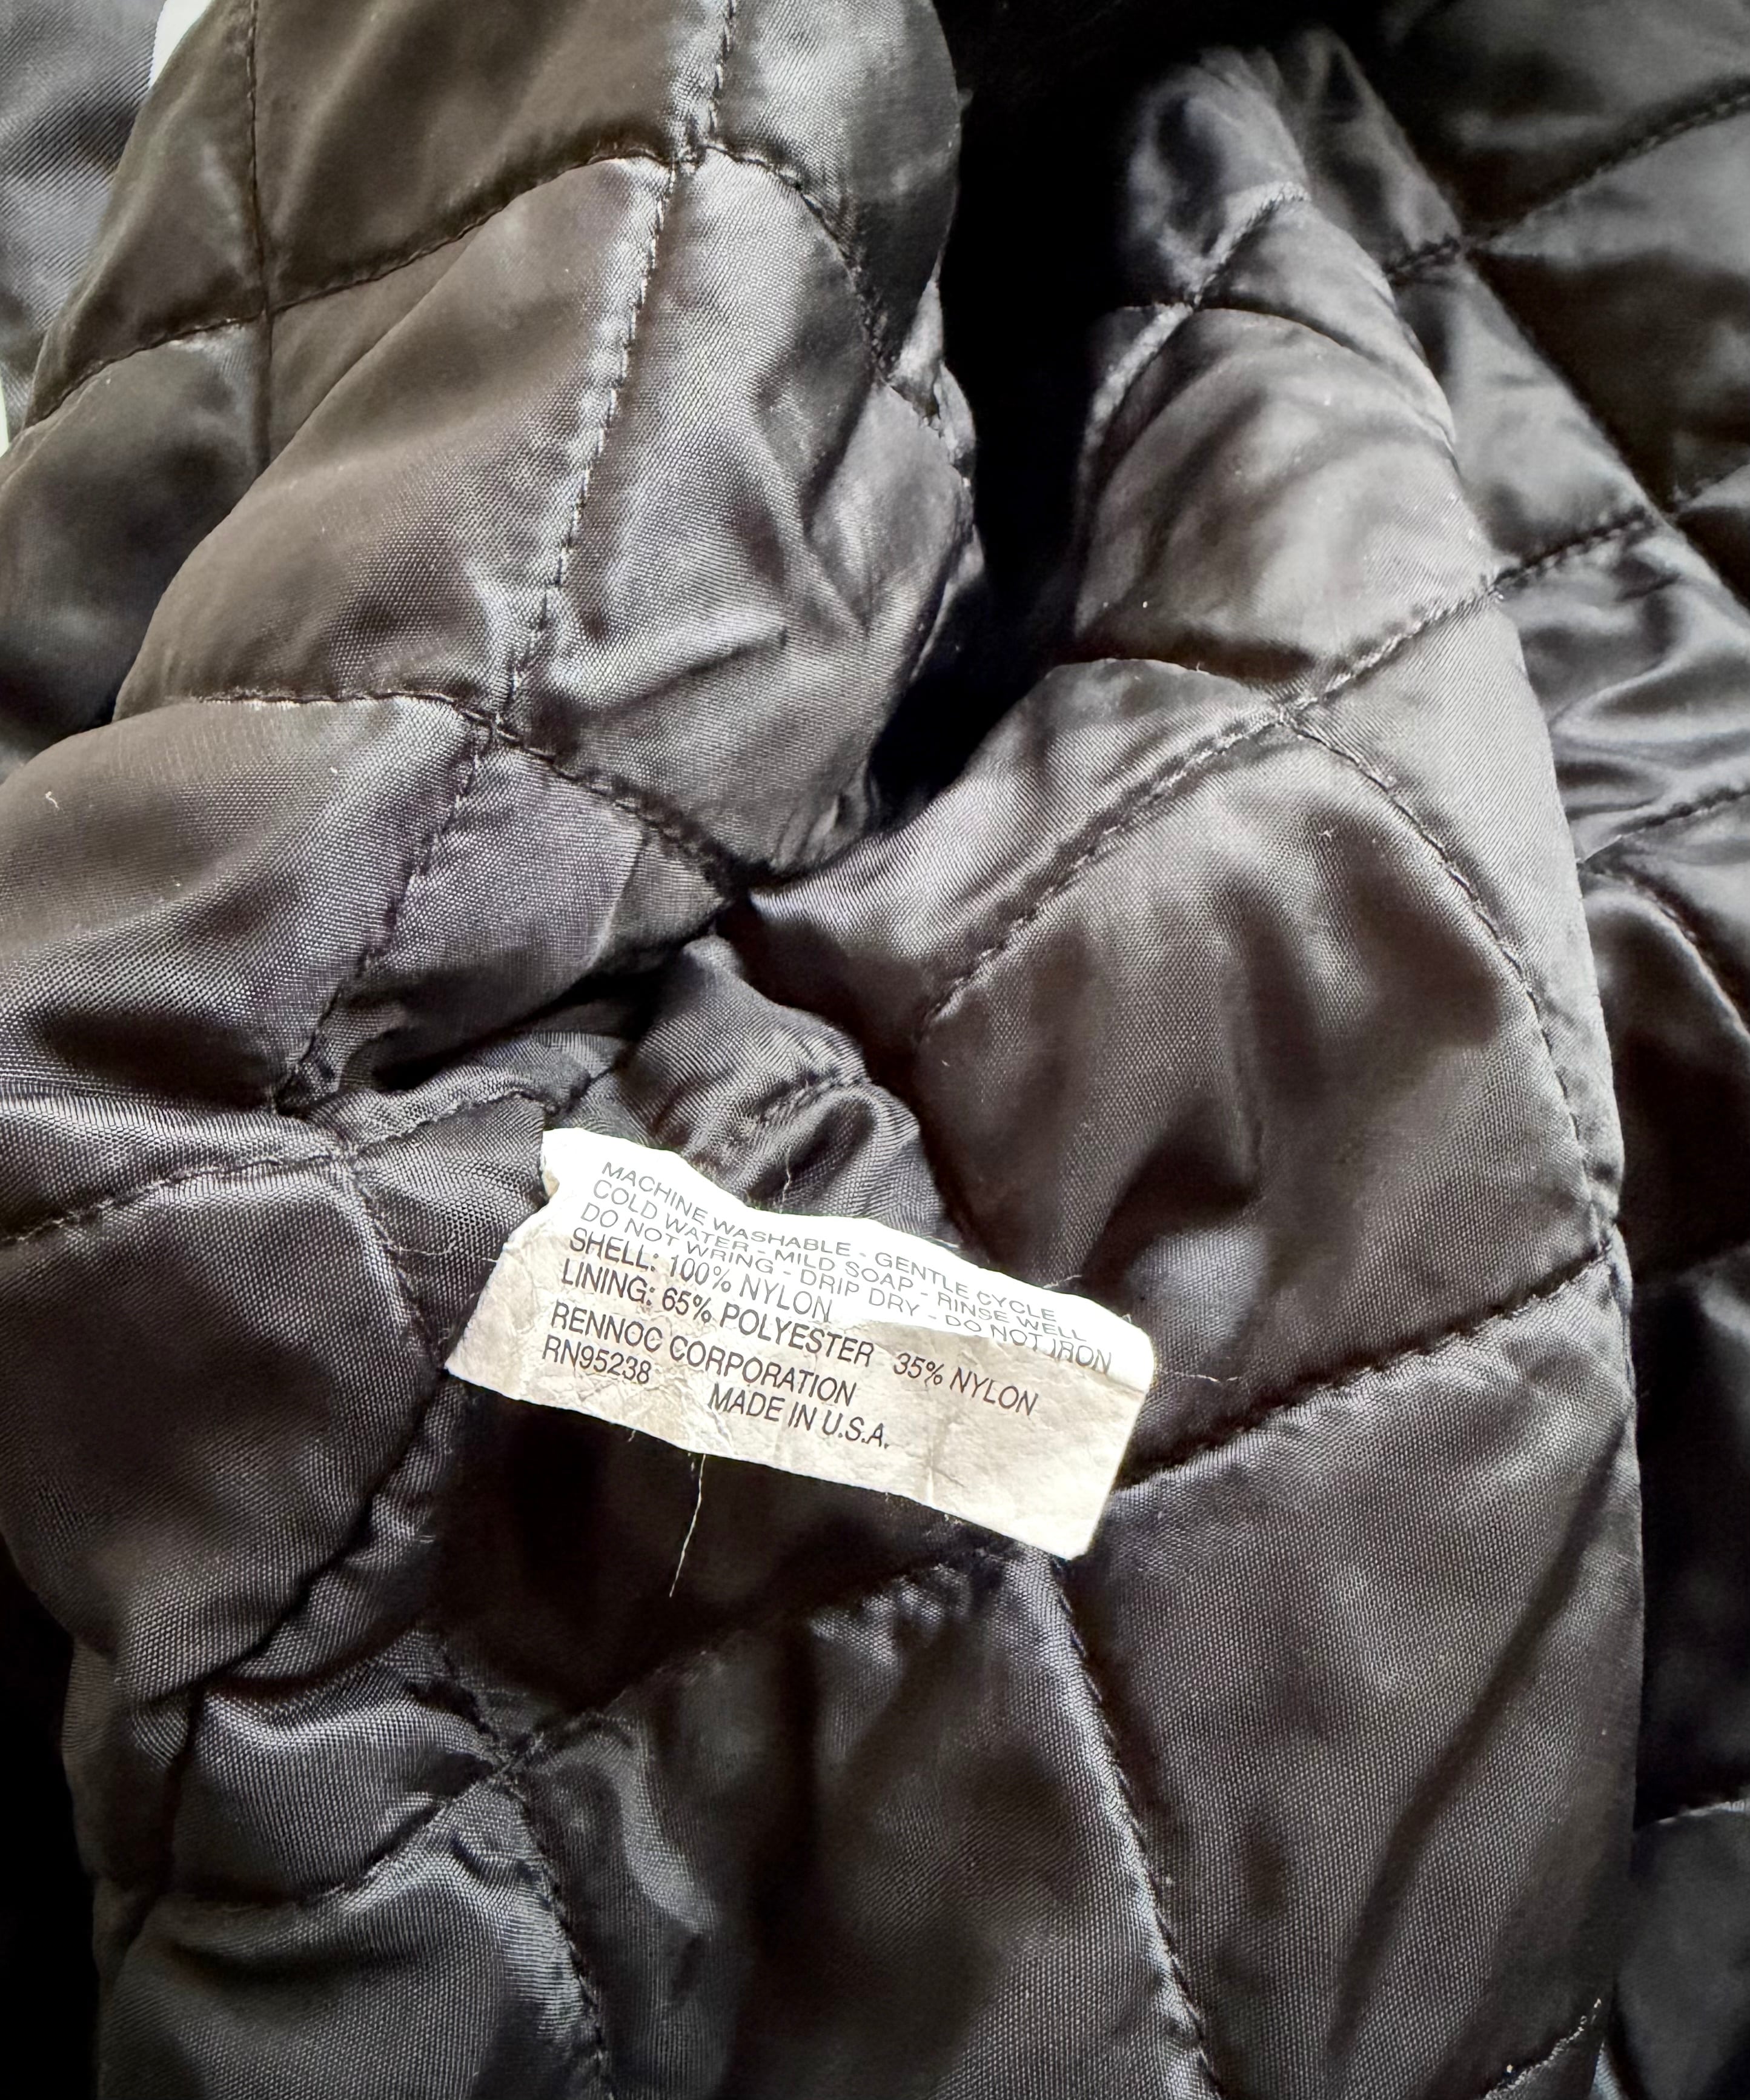 MACHINE WASHABLE - GENTLE CYCLE
COLD WATER - MILD SOAP - RINSE WELL
DO NOT WRING - DRIP DRY - DO NOT IRON
SHELL: 100% NYLON
LINING: 65% POLYESTER 35% NYLON
RENNOC CORPORATION
RN95238 MADE IN U.S.A.